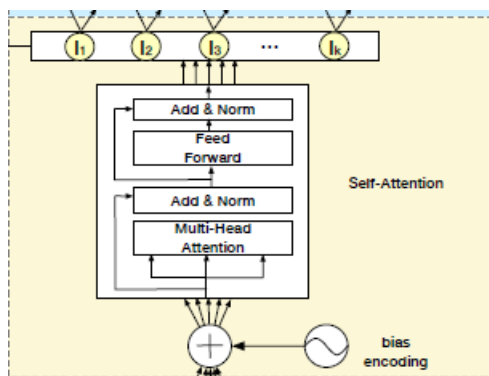 I1 I2 I3 ... Ik
Add & Norm
Feed
Forward
Add & Norm
Self-Attention
Multi-Head
Attention
bias
encoding